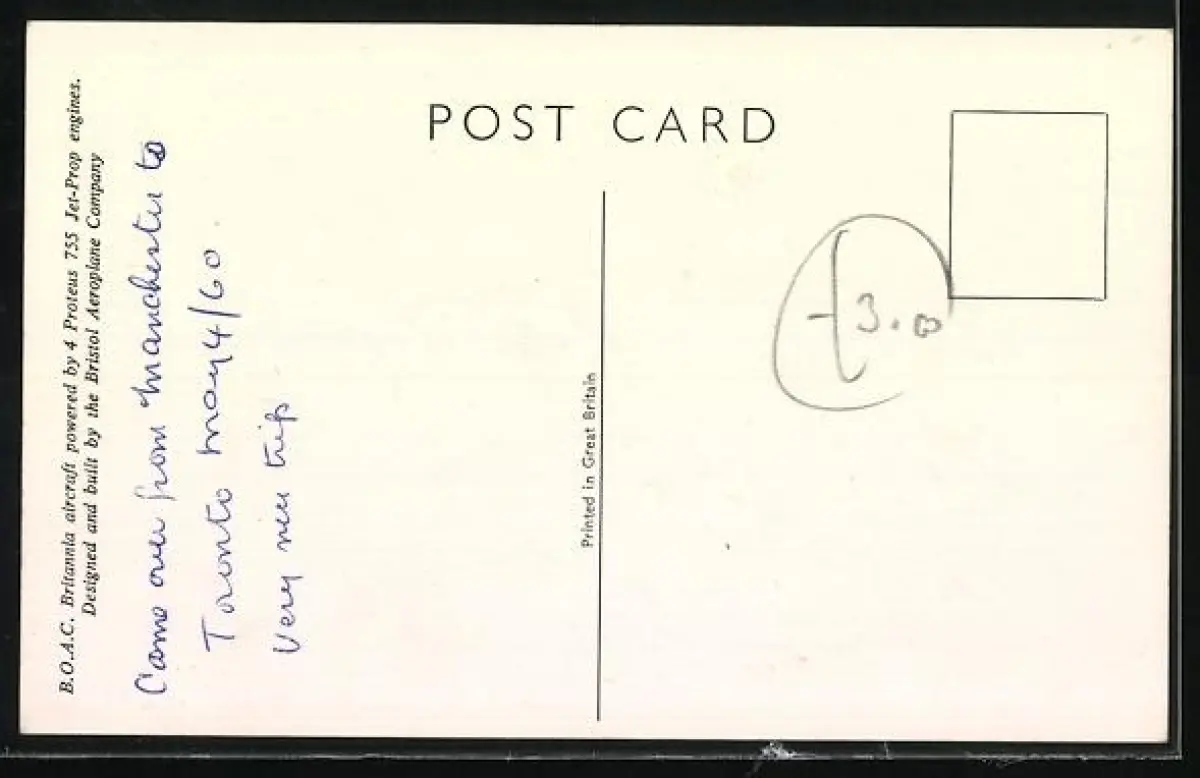 B.O.A.C. Britannia aircraft powered by 4 Proteus 755 Jet-Prop engines.
Designed and built by the Bristol Aeroplane Company
Came over from Manchester to
Toronto may 4/60.
Very nice trip
POST CARD
Printed in Great Britain
3.00